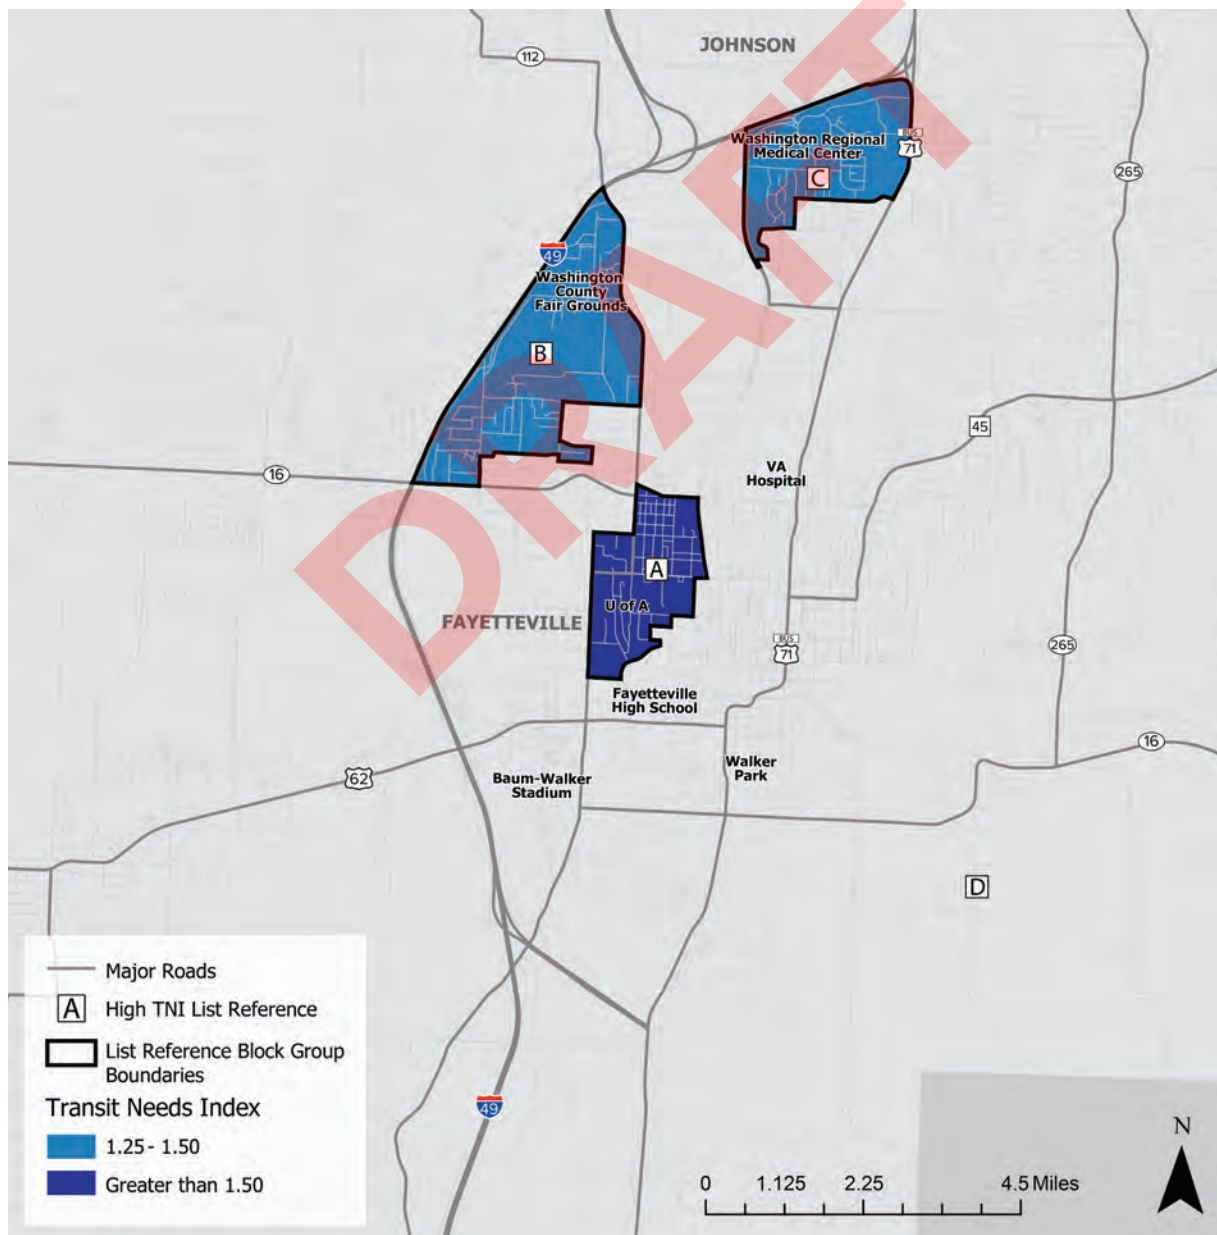 JOHNSON
112
Washington Regional
Medical Center
BUS
71
C
265
49
Washington
County
Fair Grounds
B
45
16
VA
Hospital
A
U of A
FAYETTEVILLE
BUS
71
265
Fayetteville
High School
16
Walker
Park
62
Baum-Walker
Stadium
D
DRAFT
Major Roads
A High TNI List Reference
List Reference Block Group
Boundaries
Transit Needs Index
1.25 - 1.50
Greater than 1.50
49
N
0 1.125 2.25 4.5 Miles